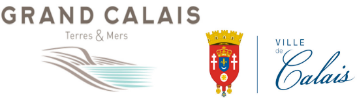 GRAND CALAIS
Terres & Mers
VILLE
de
Calais